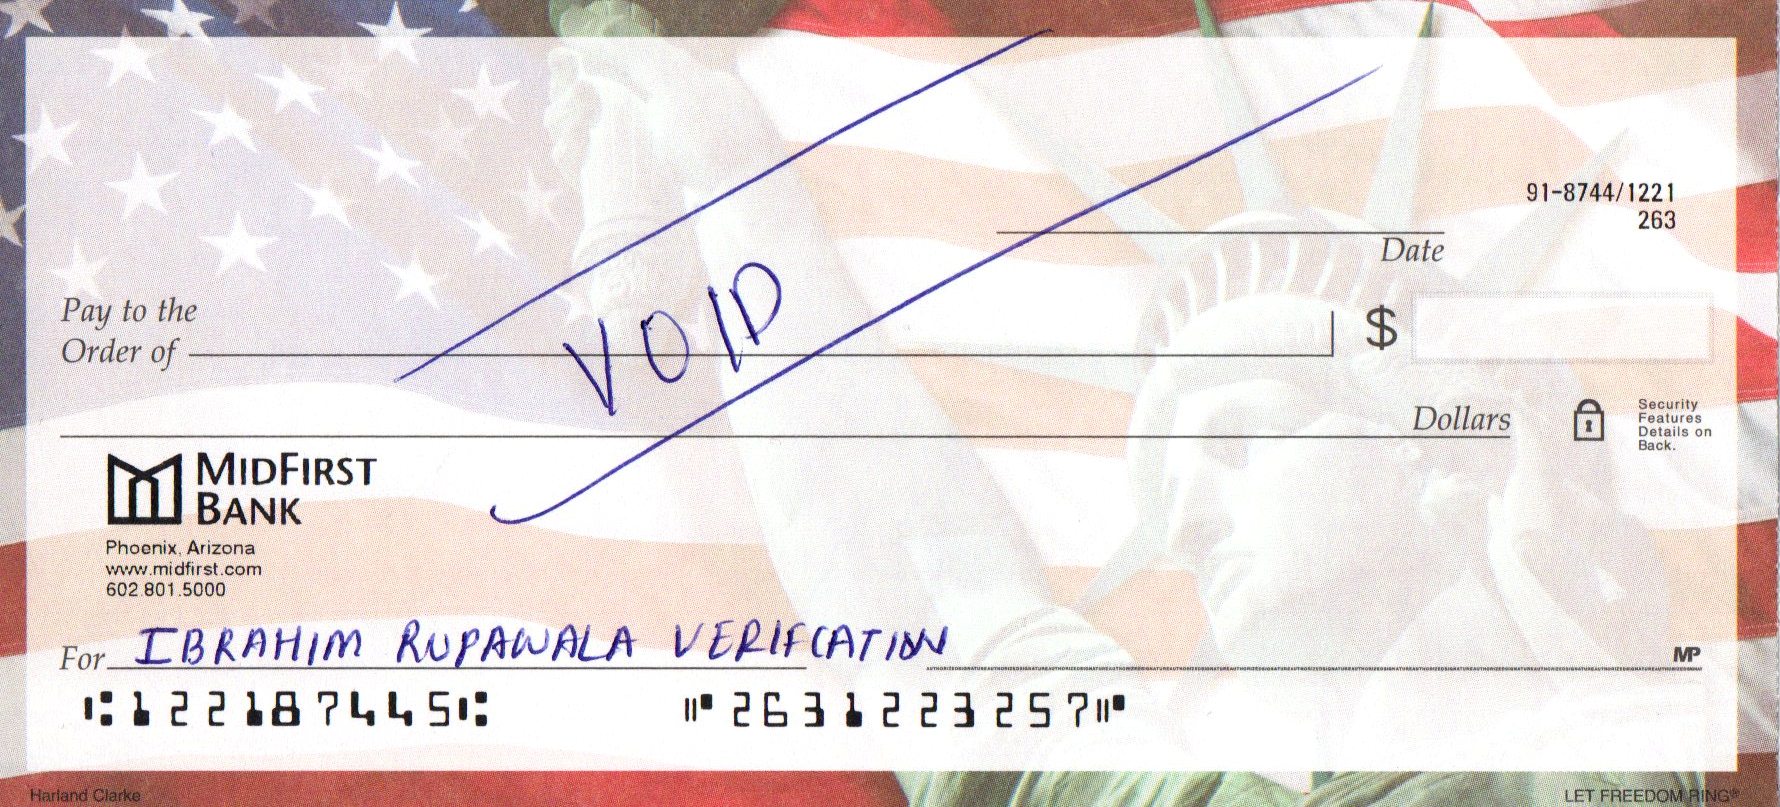 91-8744/1221
263
Date
Pay to the
Order of
$
VOID
Dollars
Security
Features
Details on
Back.
MIDFIRST
BANK
Phoenix, Arizona
www.midfirst.com
602.801.5000
For IBRAHIM RUPAWALA VERIFCATION
MP
⑆122187445⑆ ⑈2631223257⑈
Harland Clarke
LET FREEDOM RING®